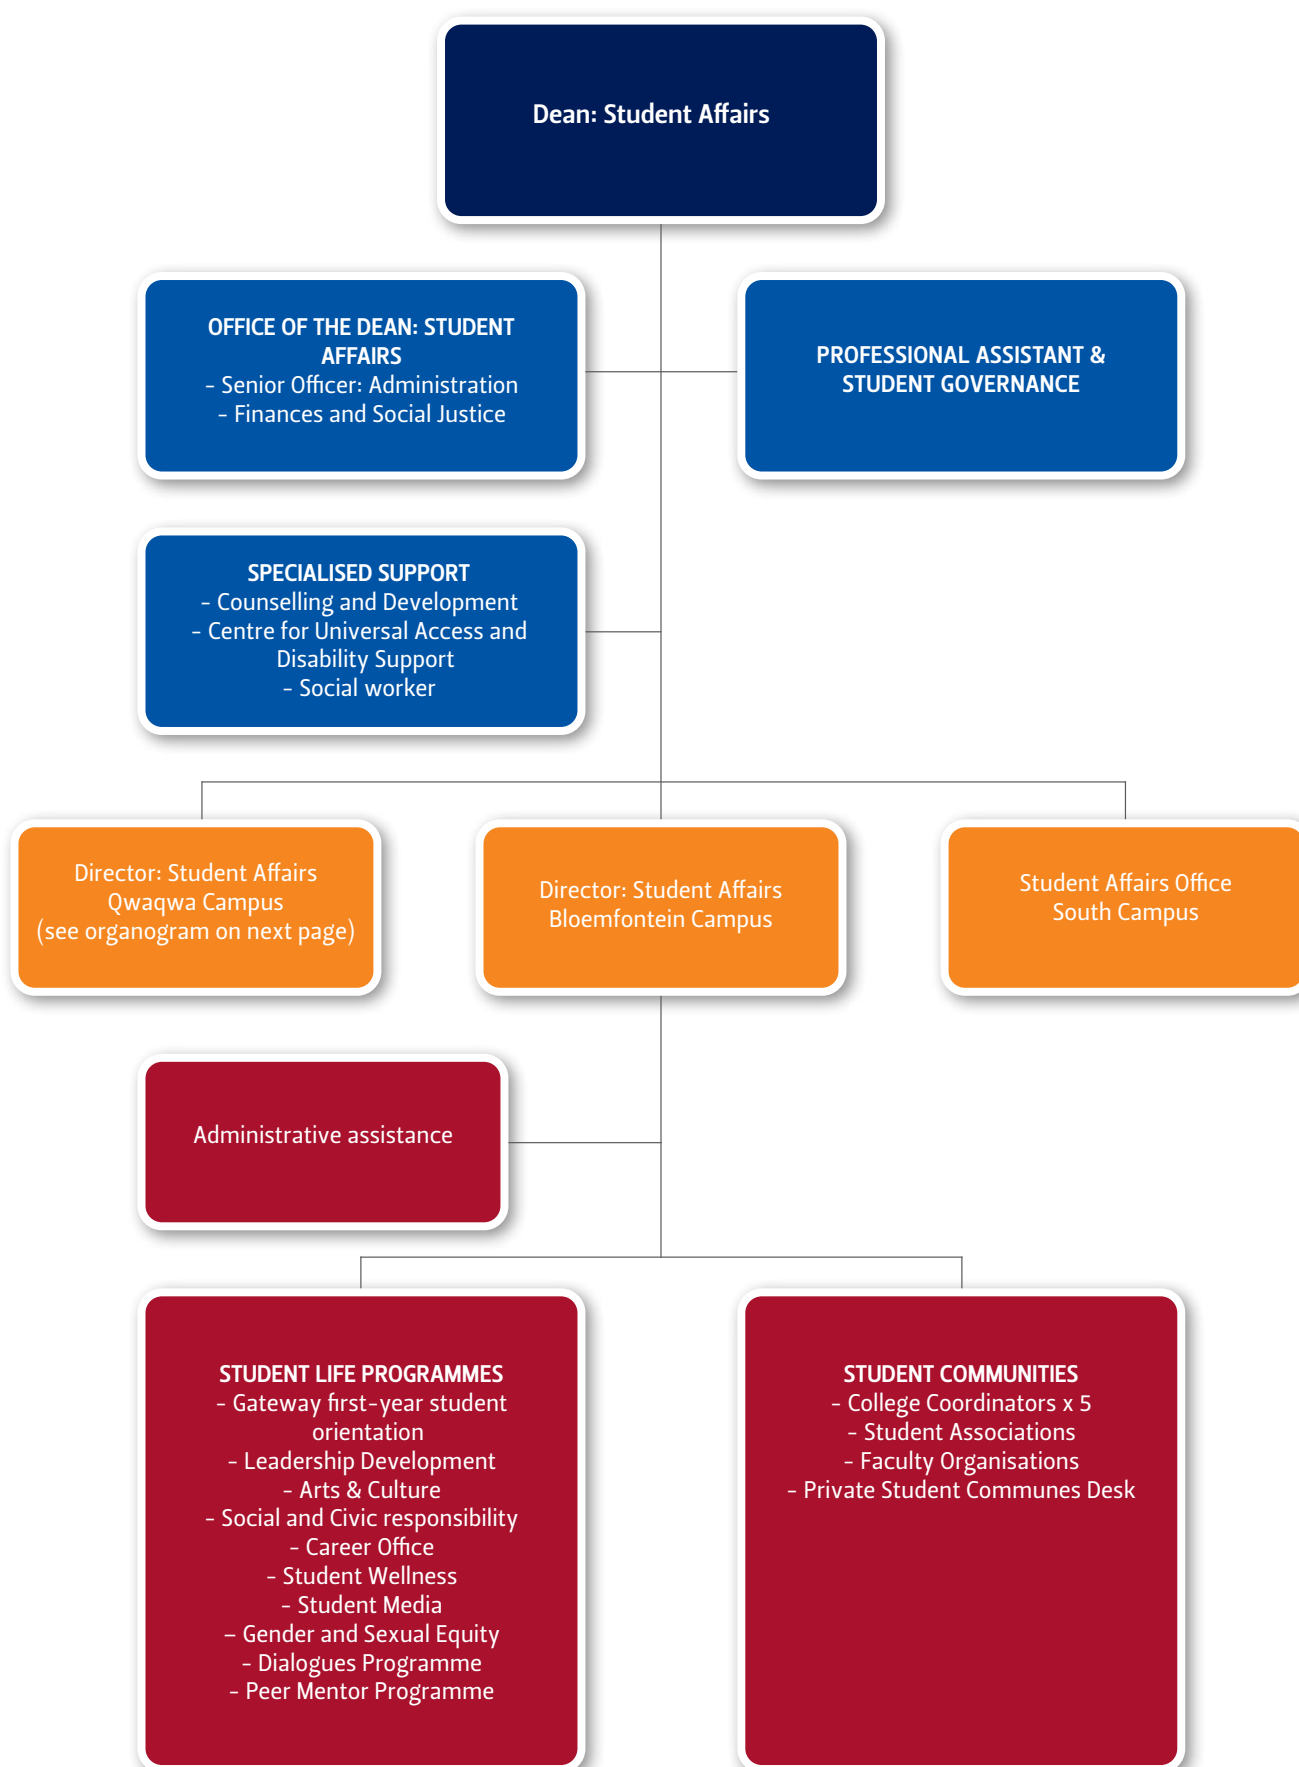 Dean: Student Affairs
OFFICE OF THE DEAN: STUDENT
AFFAIRS
- Senior Officer: Administration
- Finances and Social Justice
PROFESSIONAL ASSISTANT &
STUDENT GOVERNANCE
SPECIALISED SUPPORT
- Counselling and Development
- Centre for Universal Access and
Disability Support
- Social worker
Director: Student Affairs
Qwaqwa Campus
(see organogram on next page)
Director: Student Affairs
Bloemfontein Campus
Student Affairs Office
South Campus
Administrative assistance
STUDENT LIFE PROGRAMMES
- Gateway first-year student
orientation
- Leadership Development
- Arts & Culture
- Social and Civic responsibility
- Career Office
- Student Wellness
- Student Media
– Gender and Sexual Equity
- Dialogues Programme
- Peer Mentor Programme
STUDENT COMMUNITIES
- College Coordinators x 5
- Student Associations
- Faculty Organisations
- Private Student Communes Desk